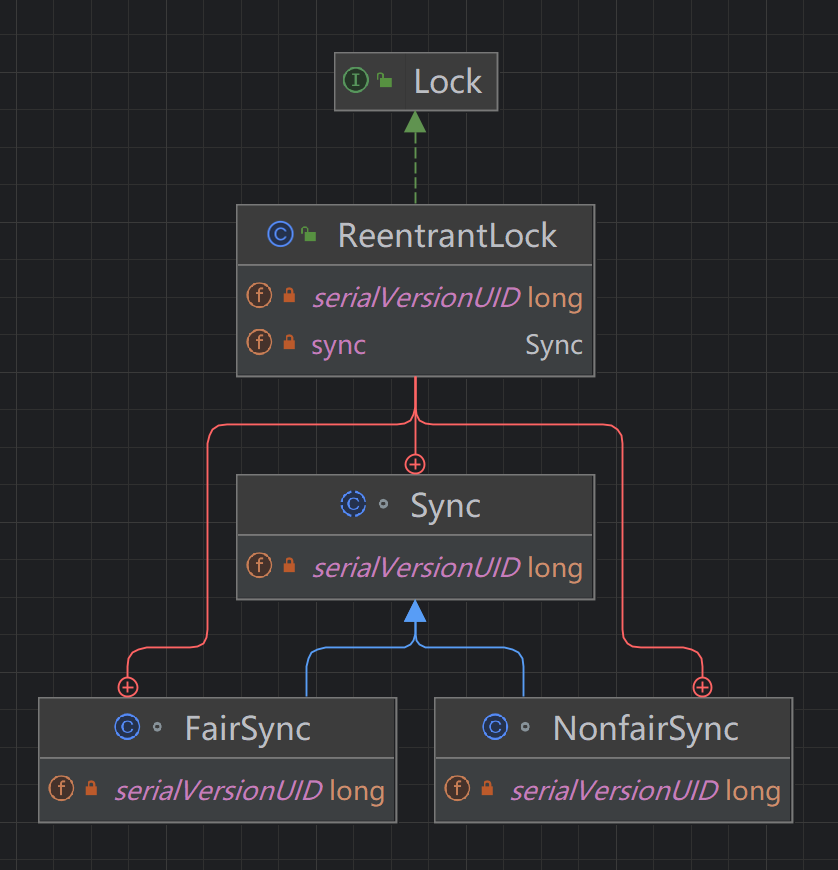 I Lock
C ReentrantLock
f serialVersionUID long
f sync Sync
C Sync
f serialVersionUID long
C FairSync
f serialVersionUID long
C NonfairSync
f serialVersionUID long